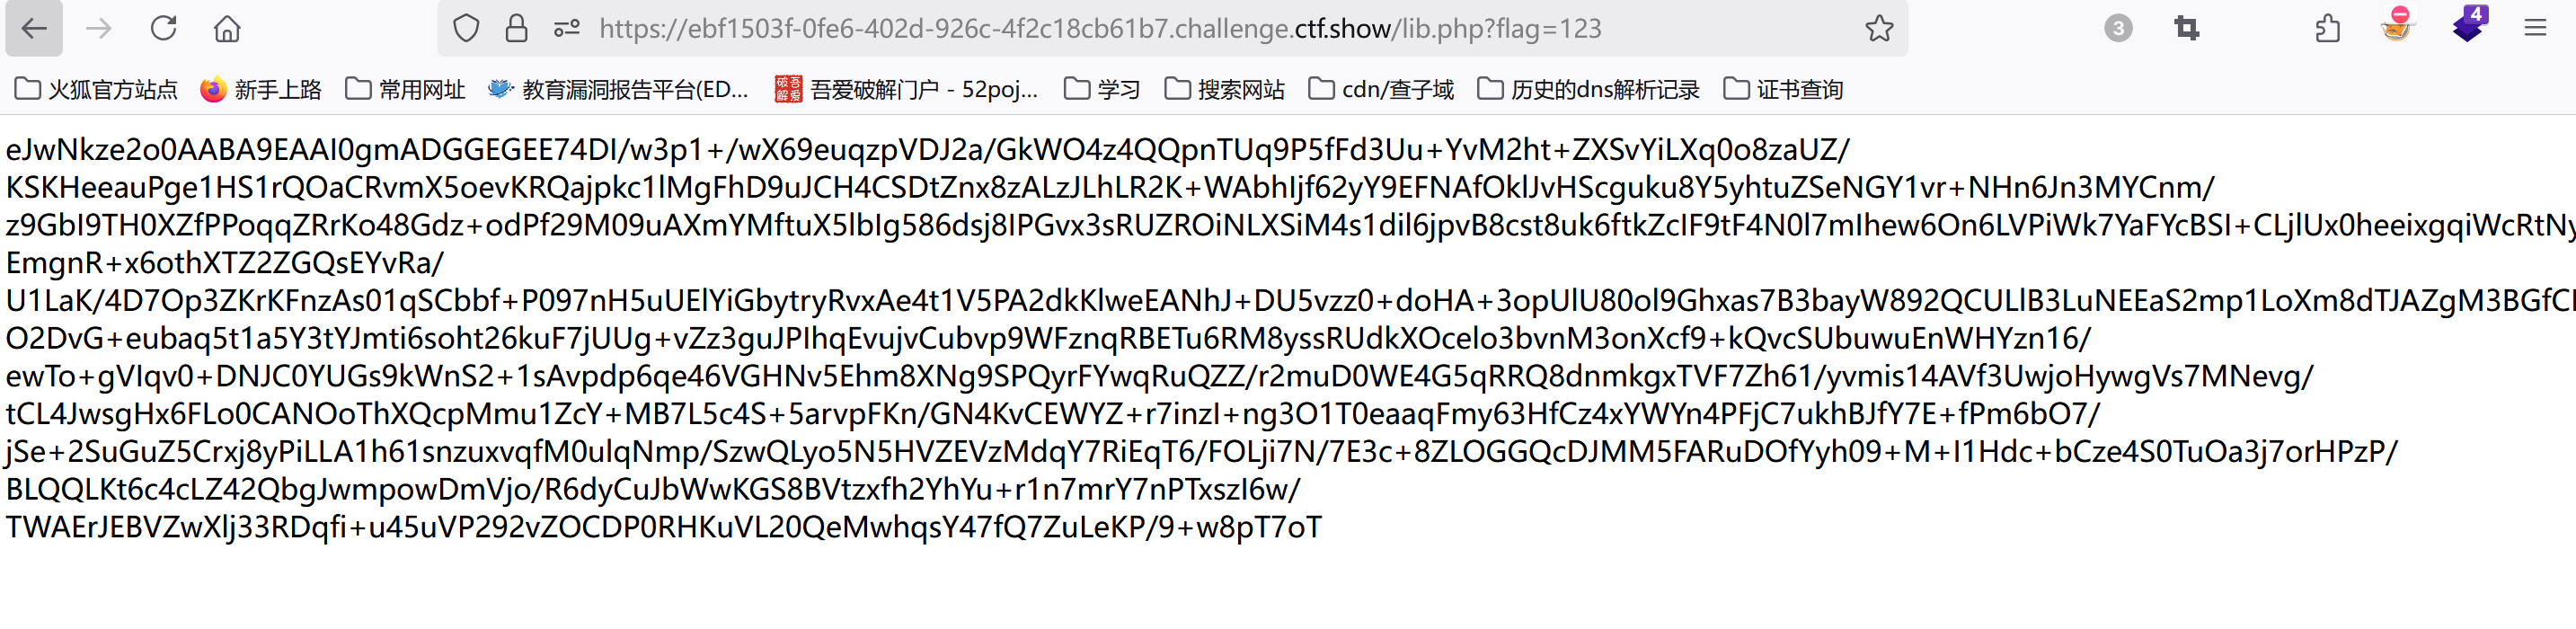 https://ebf1503f-0fe6-402d-926c-4f2c18cb61b7.challenge.ctf.show/lib.php?flag=123
3
4
火狐官方站点 新手上路 常用网址 教育漏洞报告平台(ED... 吾爱破解门户 - 52poj... 学习 搜索网站 cdn/查子域 历史的dns解析记录 证书查询
eJwNkze2o0AABA9EAAI0gmADGGEGEE74DI/w3p1+/wX69euqzpVDJ2a/GkWO4z4QQpnTUq9P5fFd3Uu+YvM2ht+ZXSvYiLXq0o8zaUZ/
KSKHeeauPge1HS1rQOaCRvmX5oevKRQajpkc1lMgFhD9uJCH4CSDtZnx8zALzJLhLR2K+WAbhIjf62yY9EFNAfOklJvHScguku8Y5yhtuZSeNGY1vr+NHn6Jn3MYCnm/
z9GbI9TH0XZfPPoqqZRrKo48Gdz+odPf29M09uAXmYMftuX5lbIg586dsj8IPGvx3sRUZROiNLXSiM4s1dil6jpvB8cst8uk6ftkZcIF9tF4N0l7mIhew6On6LVPiWk7YaFYcBSI+CLjlUx0heeixgqiWcRtNy
EmgnR+x6othXTZ2ZGQsEYvRa/
U1LaK/4D7Op3ZKrKFnzAs01qSCbbf+P097nH5uUElYiGbytryRvxAe4t1V5PA2dkKlweEANhJ+DU5vzz0+doHA+3opUlU80ol9Ghxas7B3bayW892QCULlB3LuNEEaS2mp1LoXm8dTJAZgM3BGfC
O2DvG+eubaq5t1a5Y3tYJmti6soht26kuF7jUUg+vZz3guJPIhqEvujvCubvp9WFznqRBETu6RM8yssRUdkXOcelo3bvnM3onXcf9+kQvcSUbuwuEnWHYzn16/
ewTo+gVIqv0+DNJC0YUGs9kWnS2+1sAvpdp6qe46VGHNv5Ehm8XNg9SPQyrFYwqRuQZZ/r2muD0WE4G5qRRQ8dnmkgxTVF7Zh61/yvmis14AVf3UwjoHywgVs7MNevg/
tCL4JwsgHx6FLo0CANOoThXQcpMmu1ZcY+MB7L5c4S+5arvpFKn/GN4KvCEWYZ+r7inzI+ng3O1T0eaaqFmy63HfCz4xYWYn4PFjC7ukhBJfY7E+fPm6bO7/
jSe+2SuGuZ5Crxj8yPiLLA1h61snzuxvqfM0ulqNmp/SzwQLyo5N5HVZEVzMdqY7RiEqT6/FOLji7N/7E3c+8ZLOGGQcDJMM5FARuDOfYyh09+M+I1Hdc+bCze4S0TuOa3j7orHPzP/
BLQQLKt6c4cLZ42QbgJwmpowDmVjo/R6dyCuJbWwKGS8BVtzxfh2YhYu+r1n7mrY7nPTxszI6w/
TWAErJEBVZwXlj33RDqfi+u45uVP292vZOCDP0RHKuVL20QeMwhqsY47fQ7ZuLeKP/9+w8pT7oT